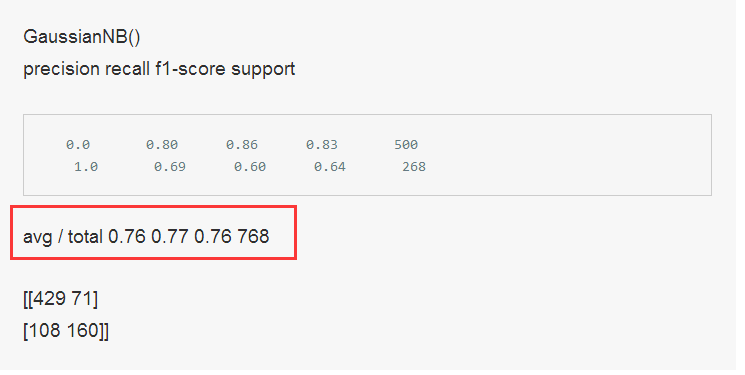 GaussianNB()
precision recall f1-score support
0.0 0.80 0.86 0.83 500
1.0 0.69 0.60 0.64 268
avg / total 0.76 0.77 0.76 768
[[429 71]
[108 160]]